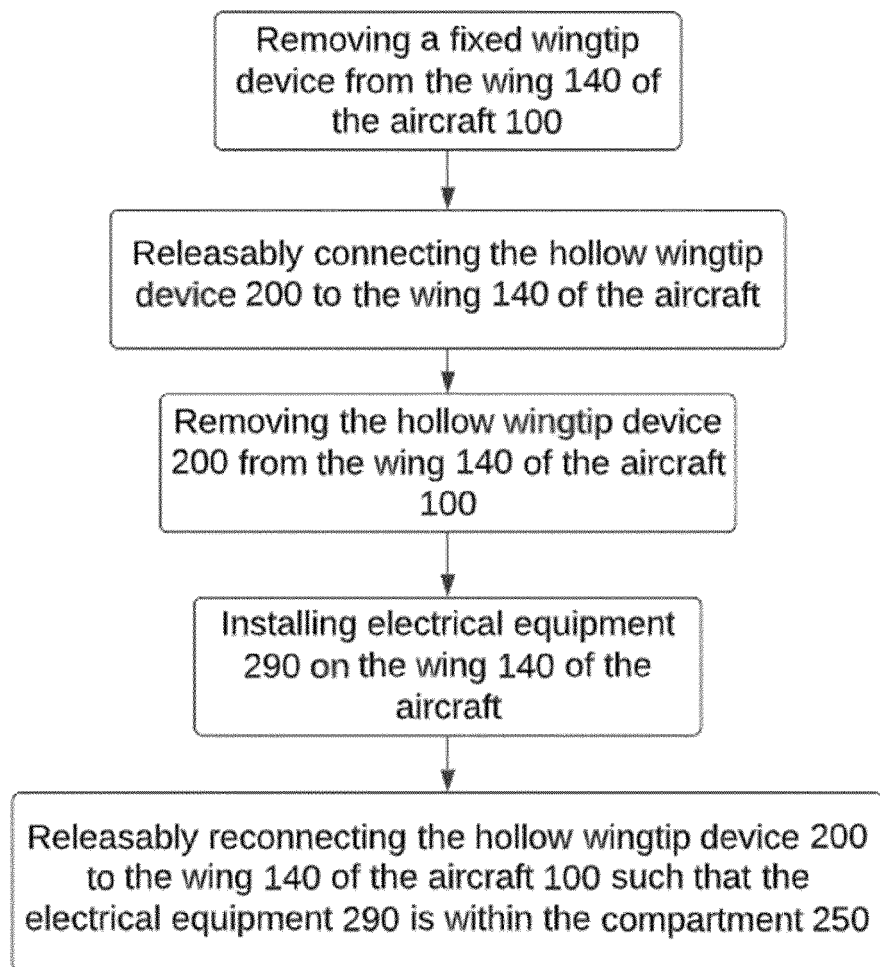 Removing a fixed wingtip
device from the wing 140 of
the aircraft 100
Releasably connecting the hollow wingtip
device 200 to the wing 140 of the aircraft
Removing the hollow wingtip device
200 from the wing 140 of the aircraft
100
Installing electrical equipment
290 on the wing 140 of the
aircraft
Releasably reconnecting the hollow wingtip device 200
to the wing 140 of the aircraft 100 such that the
electrical equipment 290 is within the compartment 250